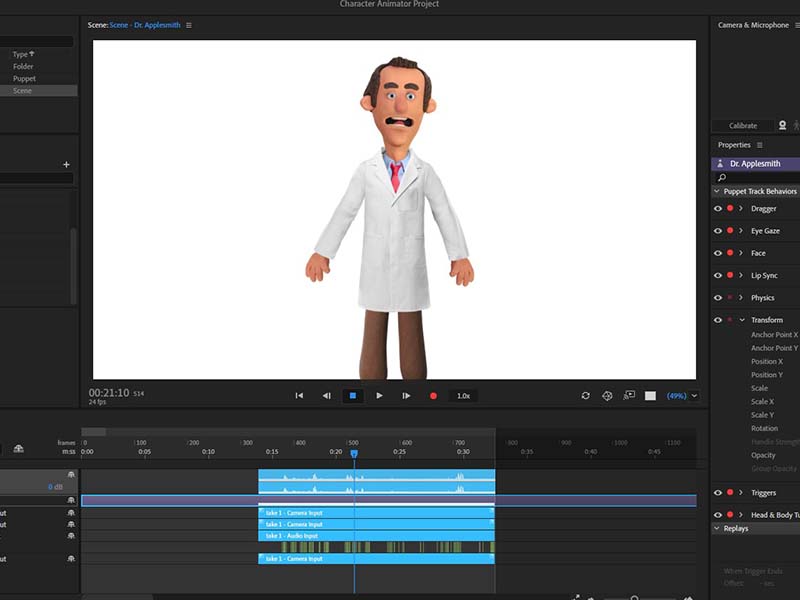 Character Animator Project
Scene: Scene - Dr. Applesmith
Camera & Microphone
Type
Folder
Puppet
Scene
Calibrate
Properties
Dr. Applesmith
Puppet Track Behaviors
Dragger
Eye Gaze
Face
Lip Sync
Physics
Transform
Anchor Point X
Anchor Point Y
Position X
Position Y
Scale
Scale X
Scale Y
Rotation
Handle Strength
Opacity
Group Opacity
Triggers
Head & Body Tu
Replays
When Trigger Ends
Offset: - sec.
00:21:10 514
24 fps
1.0x
(49%)
frames 0 100 200 300 400 500 600 700 800 900 1000 1100
m:ss 0:00 0:05 0:10 0:15 0:20 0:25 0:30 0:35 0:40 0:45
0 dB
ut take 1 - Camera Input
ut take 1 - Camera Input
take 1 - Audio Input
ut take 1 - Camera Input